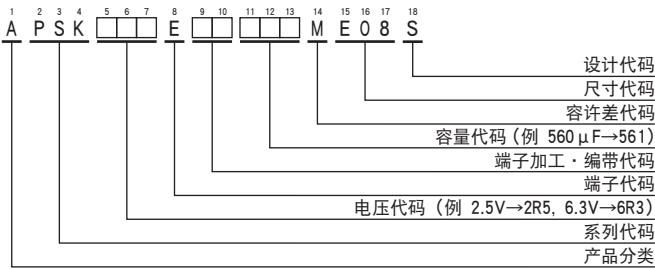 1 2 3 4 5 6 7 8 9 10 11 12 13 14 15 16 17 18
A P S K □□□ E □□ □□□ M E 0 8 S
设计代码
尺寸代码
容许差代码
容量代码（例 560μF→561）
端子加工・编带代码
端子代码
电压代码（例 2.5V→2R5, 6.3V→6R3）
系列代码
产品分类